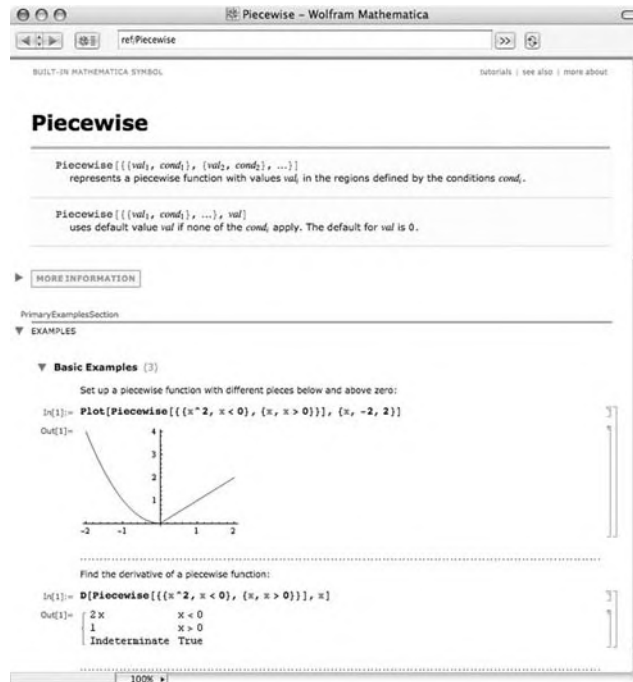 Piecewise – Wolfram Mathematica
ref/Piecewise
>>
BUILT-IN MATHEMATICA SYMBOL
tutorials | see also | more about
Piecewise
Piecewise[{{val1, cond1}, {val2, cond2}, …}]
represents a piecewise function with values vali in the regions defined by the conditions condi.
Piecewise[{{val1, cond1}, …}, val]
uses default value val if none of the condi apply. The default for val is 0.
MORE INFORMATION
PrimaryExamplesSection
EXAMPLES
Basic Examples (3)
Set up a piecewise function with different pieces below and above zero:
In[1]:= Plot[Piecewise[{{x^2, x < 0}, {x, x > 0}}], {x, -2, 2}]
Out[1]=
4
3
2
1
-2 -1 1 2
Find the derivative of a piecewise function:
In[1]:= D[Piecewise[{{x^2, x < 0}, {x, x > 0}}], x]
Out[1]= 2 x x < 0
1 x > 0
Indeterminate True
100%